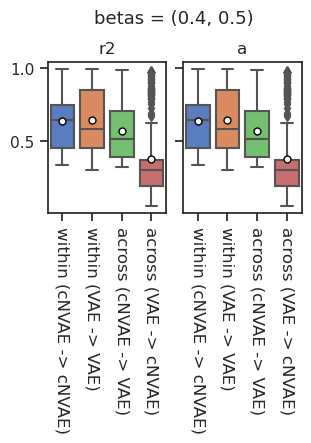 betas = (0.4, 0.5)
r2
a
1.0
0.5
within (cNVAE -> cNVAE)
within (VAE -> VAE)
across (cNVAE -> VAE)
across (VAE -> cNVAE)
within (cNVAE -> cNVAE)
within (VAE -> VAE)
across (cNVAE -> VAE)
across (VAE -> cNVAE)